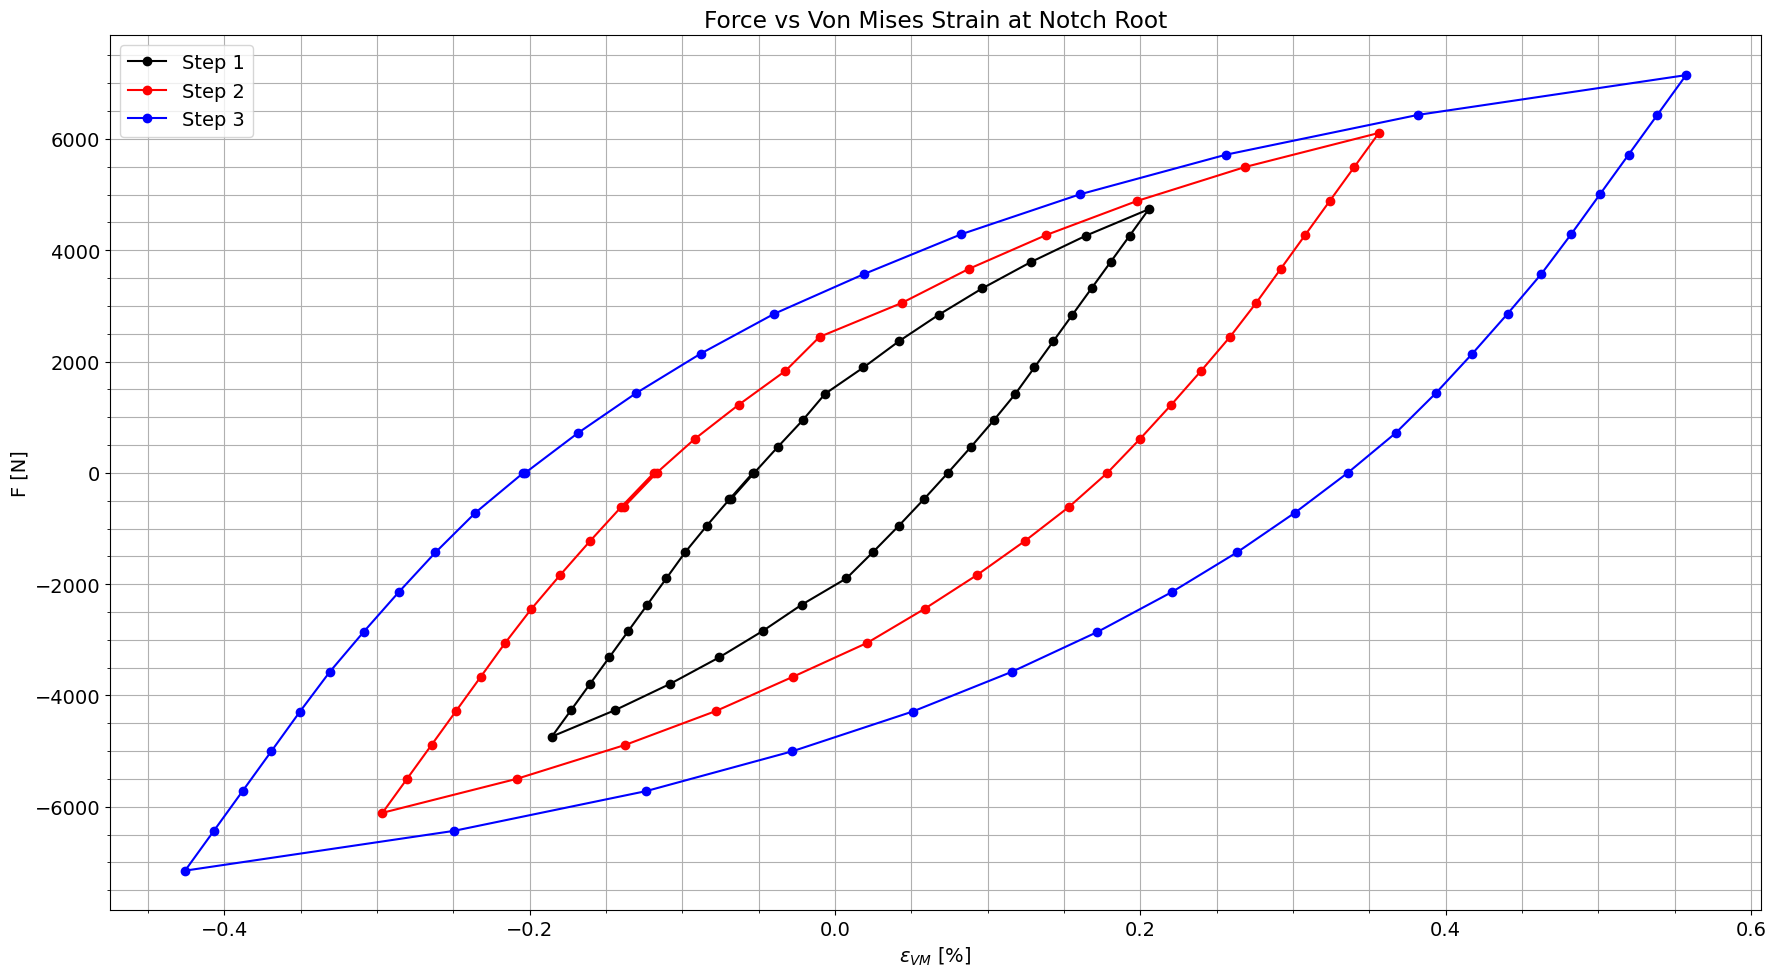 Force vs Von Mises Strain at Notch Root
Step 1
Step 2
Step 3
6000
4000
2000
0
−2000
−4000
−6000
F [N]
−0.4 −0.2 0.0 0.2 0.4 0.6
εVM [%]